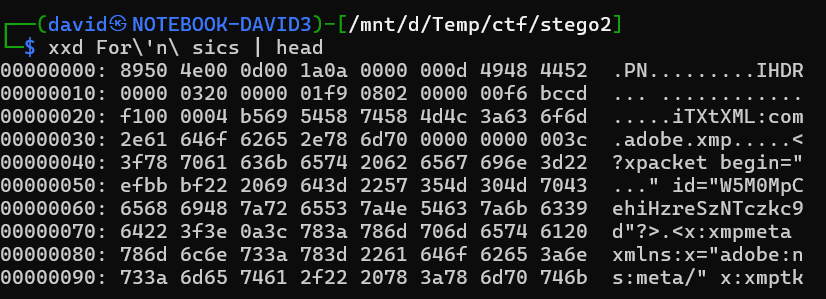 ┌──(david㉿NOTEBOOK-DAVID3)-[/mnt/d/Temp/ctf/stego2]
└─$ xxd For\'n\ sics | head
00000000: 8950 4e00 0d00 1a0a 0000 000d 4948 4452  .PN.........IHDR
00000010: 0000 0320 0000 01f9 0802 0000 00f6 bccd  ... ............
00000020: f100 0004 b569 5458 7458 4d4c 3a63 6f6d  .....iTXtXML:com
00000030: 2e61 646f 6265 2e78 6d70 0000 0000 003c  .adobe.xmp.....<
00000040: 3f78 7061 636b 6574 2062 6567 696e 3d22  ?xpacket begin="
00000050: efbb bf22 2069 643d 2257 354d 304d 7043  ..." id="W5M0MpC
00000060: 6568 6948 7a72 6553 7a4e 5463 7a6b 6339  ehiHzreSzNTczkc9
00000070: 6422 3f3e 0a3c 783a 786d 706d 6574 6120  d"?>.<x:xmpmeta
00000080: 786d 6c6e 733a 783d 2261 646f 6265 3a6e  xmlns:x="adobe:n
00000090: 733a 6d65 7461 2f22 2078 3a78 6d70 746b  s:meta/" x:xmptk